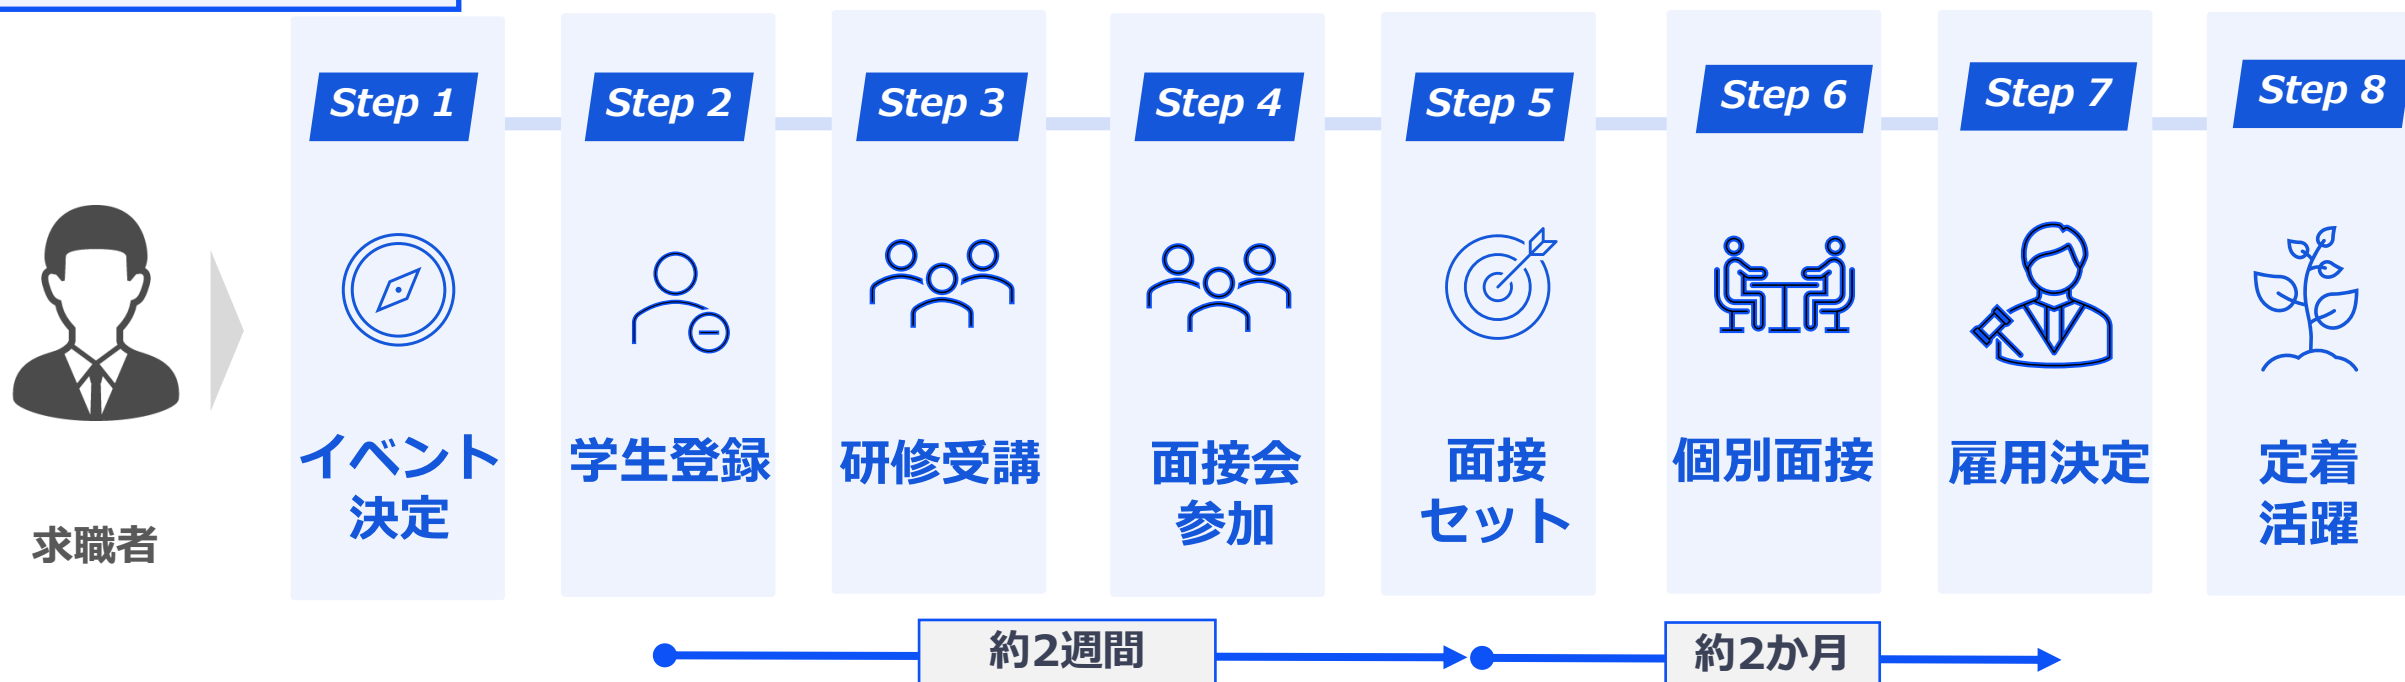 Step 1
Step 2
Step 3
Step 4
Step 5
Step 6
Step 7
Step 8
求職者
イベント
決定
学生登録
研修受講
面接会
参加
面接
セット
個別面接
雇用決定
定着
活躍
約2週間
約2か月